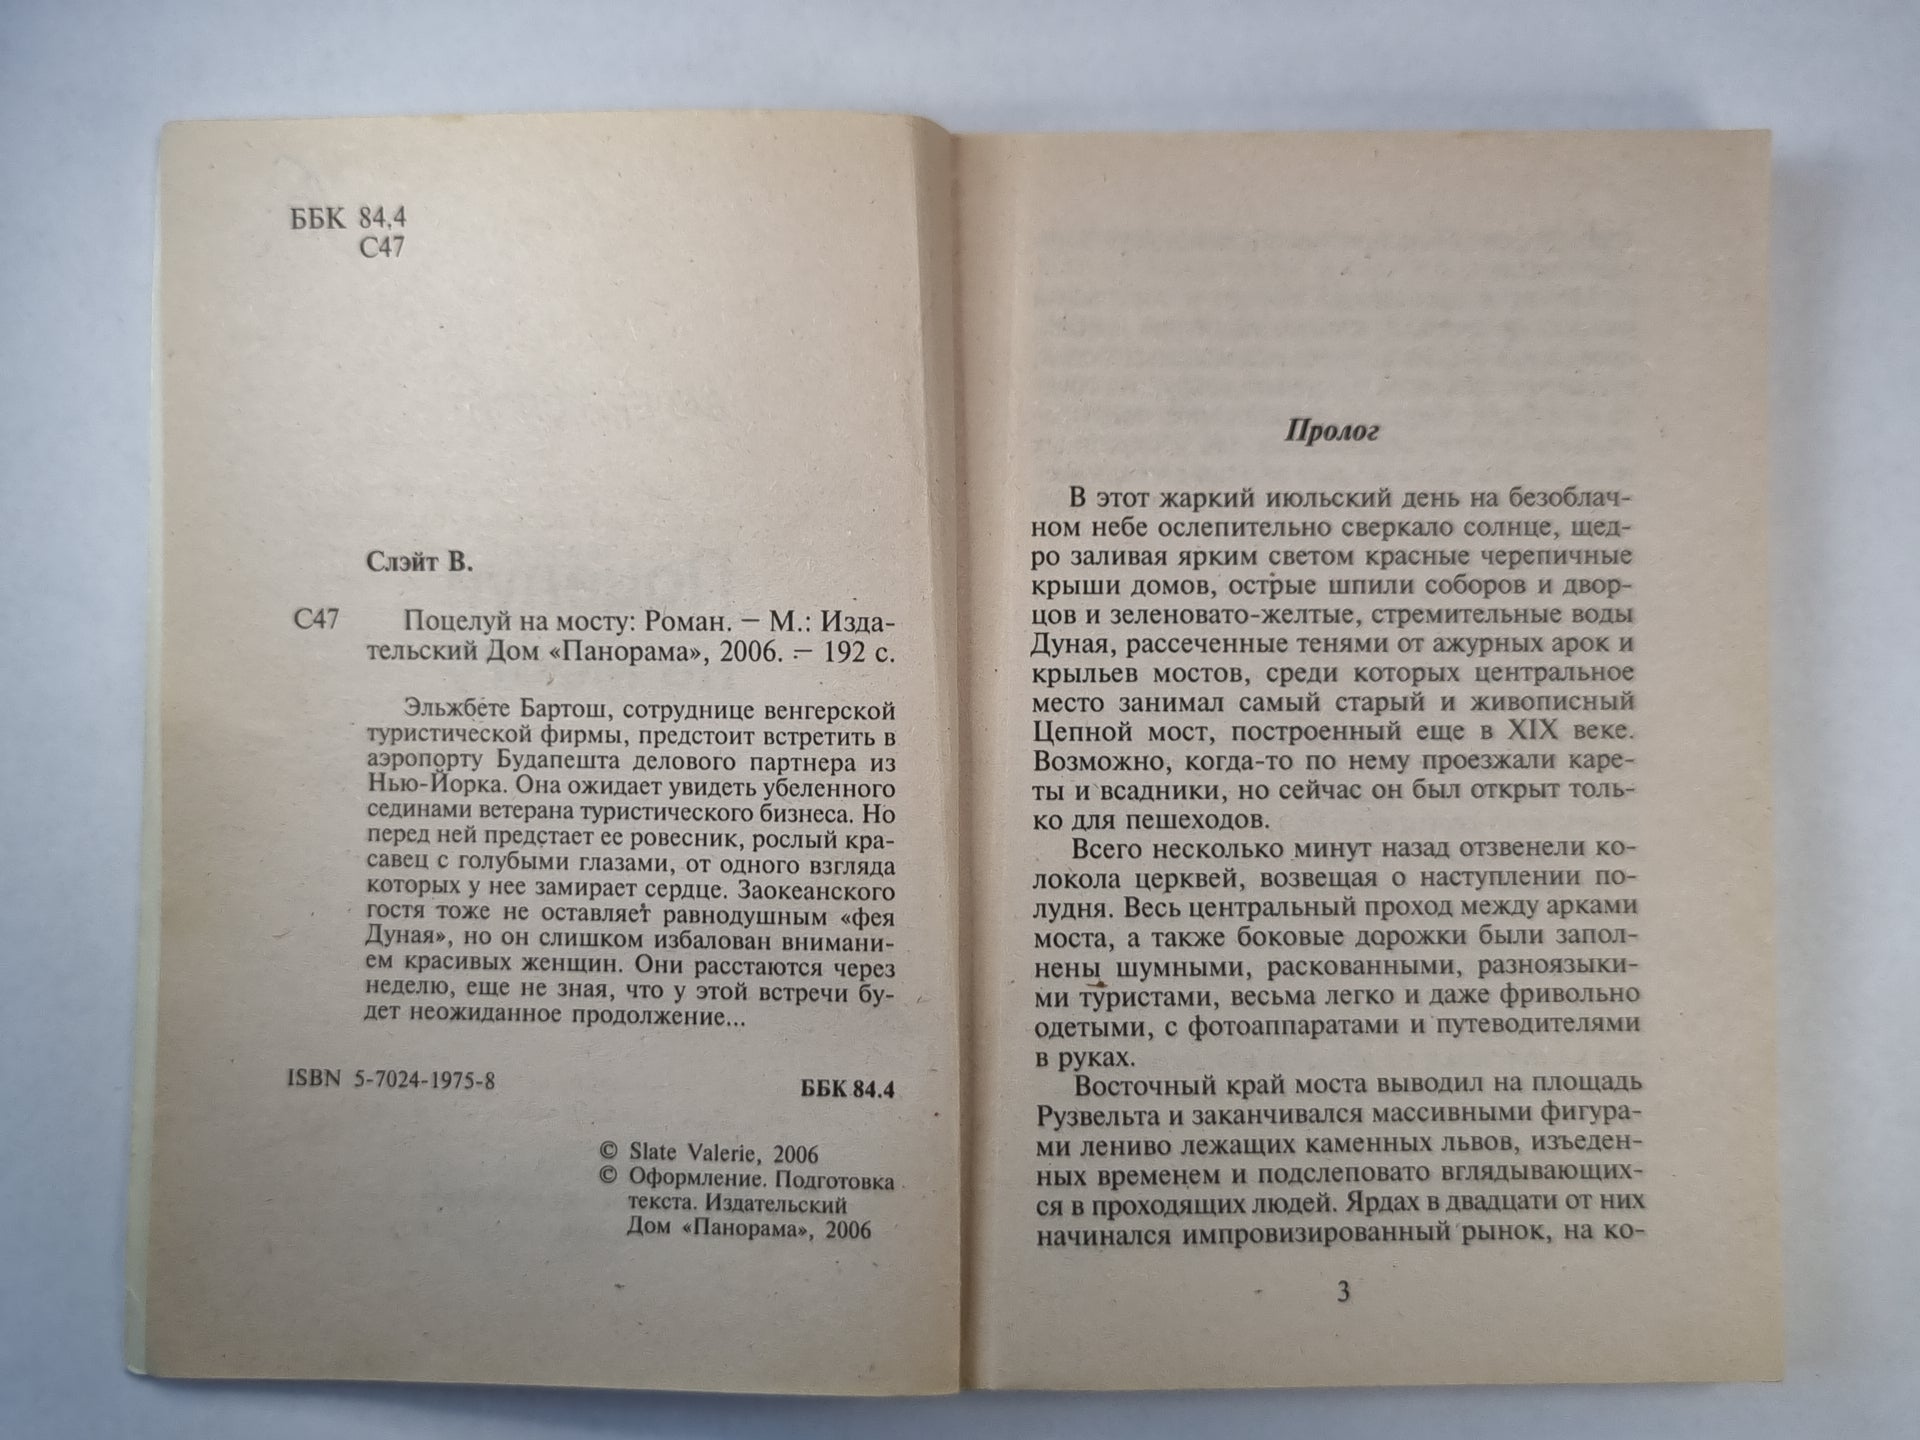 ББК 84.4
С47
Слэйт В.
С47 Поцелуй на мосту: Роман. — М.: Изда-
тельский Дом «Панорама», 2006. — 192 с.
Эльжбете Бартош, сотруднице венгерской
туристической фирмы, предстоит встретить в
аэропорту Будапешта делового партнера из
Нью-Йорка. Она ожидает увидеть убеленного
сединами ветерана туристического бизнеса. Но
перед ней предстает ее ровесник, рослый кра-
савец с голубыми глазами, от одного взгляда
которых у нее замирает сердце. Заокеанского
гостя тоже не оставляет равнодушным «фея
Дуная», но он слишком избалован внимани-
ем красивых женщин. Они расстаются через
неделю, еще не зная, что у этой встречи бу-
дет неожиданное продолжение...
ISBN 5-7024-1975-8
ББК 84.4
© Slate Valerie, 2006
© Оформление. Подготовка
текста. Издательский
Дом «Панорама», 2006
Пролог
В этот жаркий июльский день на безоблач-
ном небе ослепительно сверкало солнце, щед-
ро заливая ярким светом красные черепичные
крыши домов, острые шпили соборов и двор-
цов и зеленовато-желтые, стремительные воды
Дуная, рассеченные тенями от ажурных арок и
крыльев мостов, среди которых центральное
место занимал самый старый и живописный
Цепной мост, построенный еще в XIX веке.
Возможно, когда-то по нему проезжали каре-
ты и всадники, но сейчас он был открыт толь-
ко для пешеходов.
Всего несколько минут назад отзвенели ко-
локола церквей, возвещая о наступлении по-
лудня. Весь центральный проход между арками
моста, а также боковые дорожки были запол-
нены шумными, раскованными, разноязыки-
ми туристами, весьма легко и даже фривольно
одетыми, с фотоаппаратами и путеводителями
в руках.
Восточный край моста выводил на площадь
Рузвельта и заканчивался массивными фигура-
ми лениво лежащих каменных львов, изъеден-
ных временем и подслеповато вглядывающих-
ся в проходящих людей. Ярдах в двадцати от них
начинался импровизированный рынок, на ко-
3